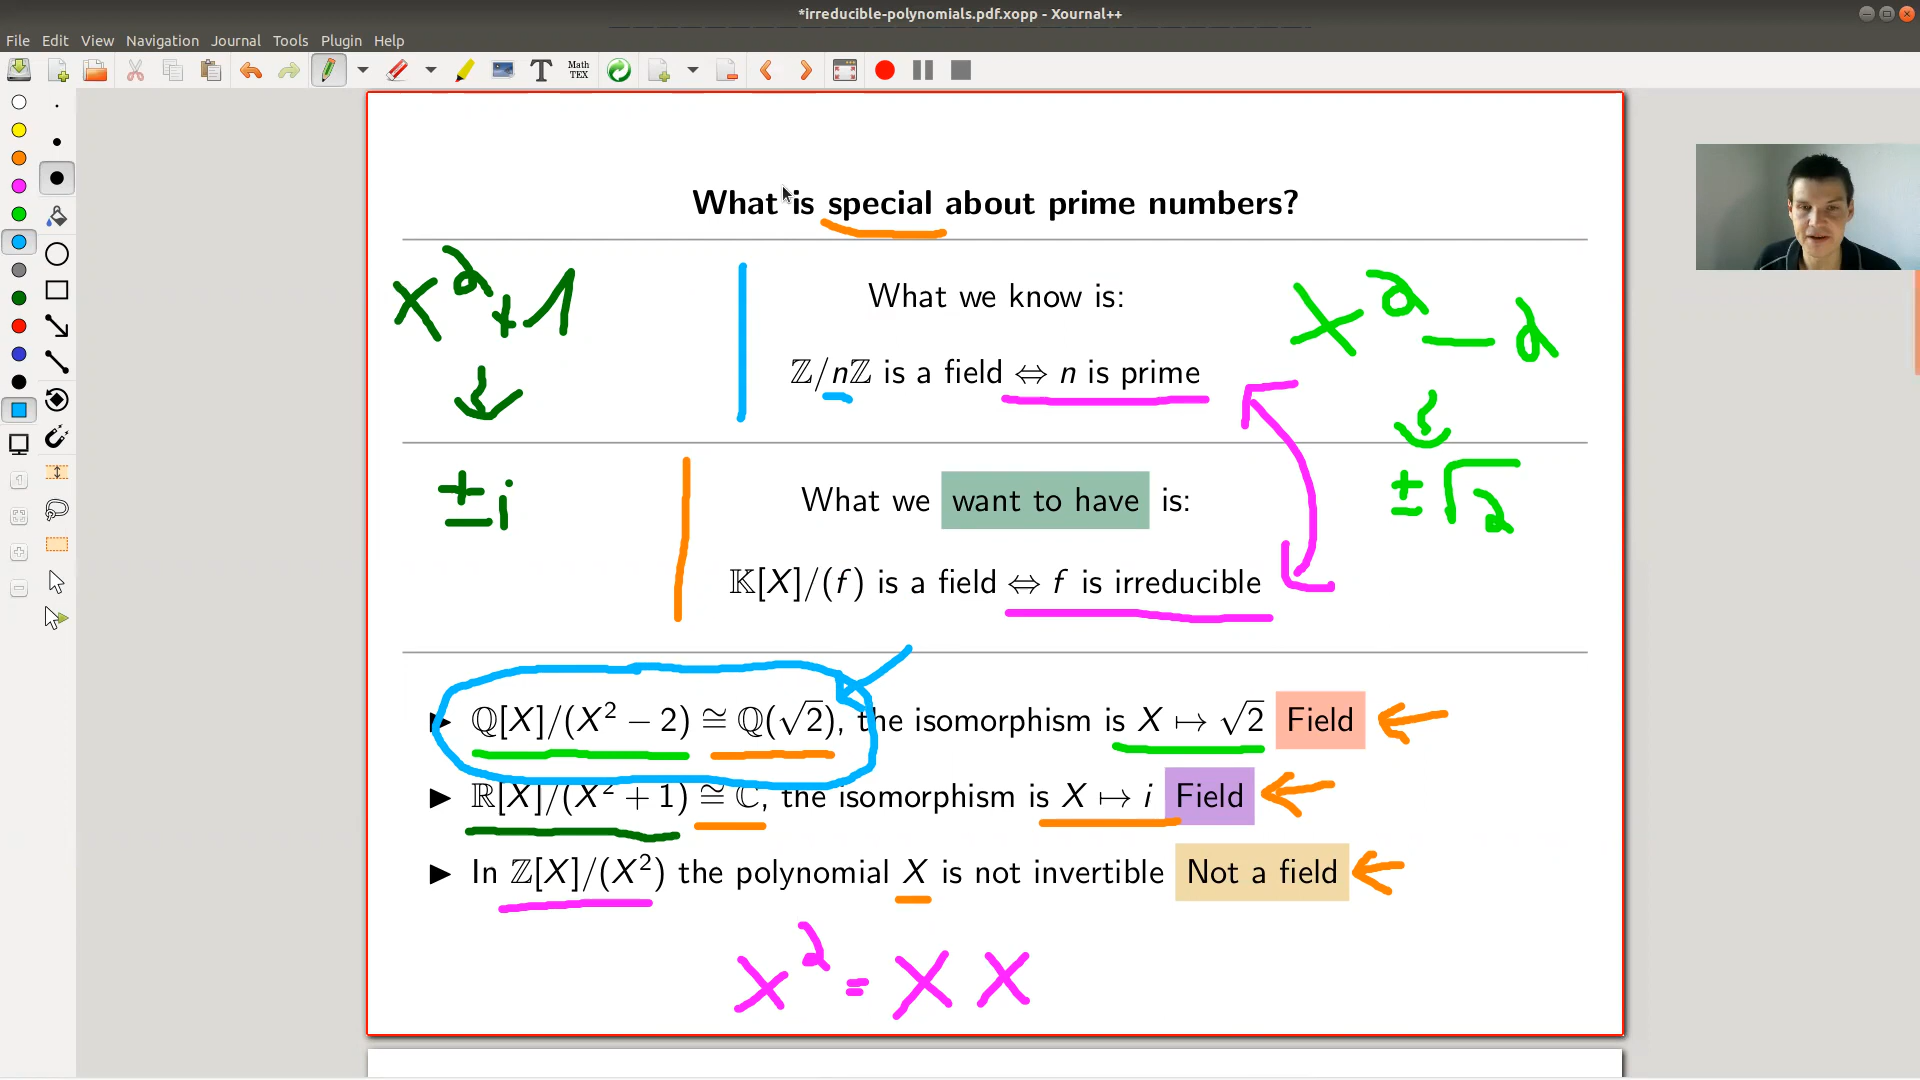 *irreducible-polynomials.pdf.xopp - Xournal++
File Edit View Navigation Journal Tools Plugin Help
Math TEX
What is special about prime numbers?
x²+1
What we know is:
x²-2
ℤ/nℤ is a field ⇔ n is prime
±i
What we want to have is:
±√2
𝕂[X]/(f) is a field ⇔ f is irreducible
▶ ℚ[X]/(X² − 2) ≅ ℚ(√2), the isomorphism is X ↦ √2 Field
▶ ℝ[X]/(X² + 1) ≅ ℂ, the isomorphism is X ↦ i Field
▶ In ℤ[X]/(X²) the polynomial X is not invertible Not a field
X² = X X